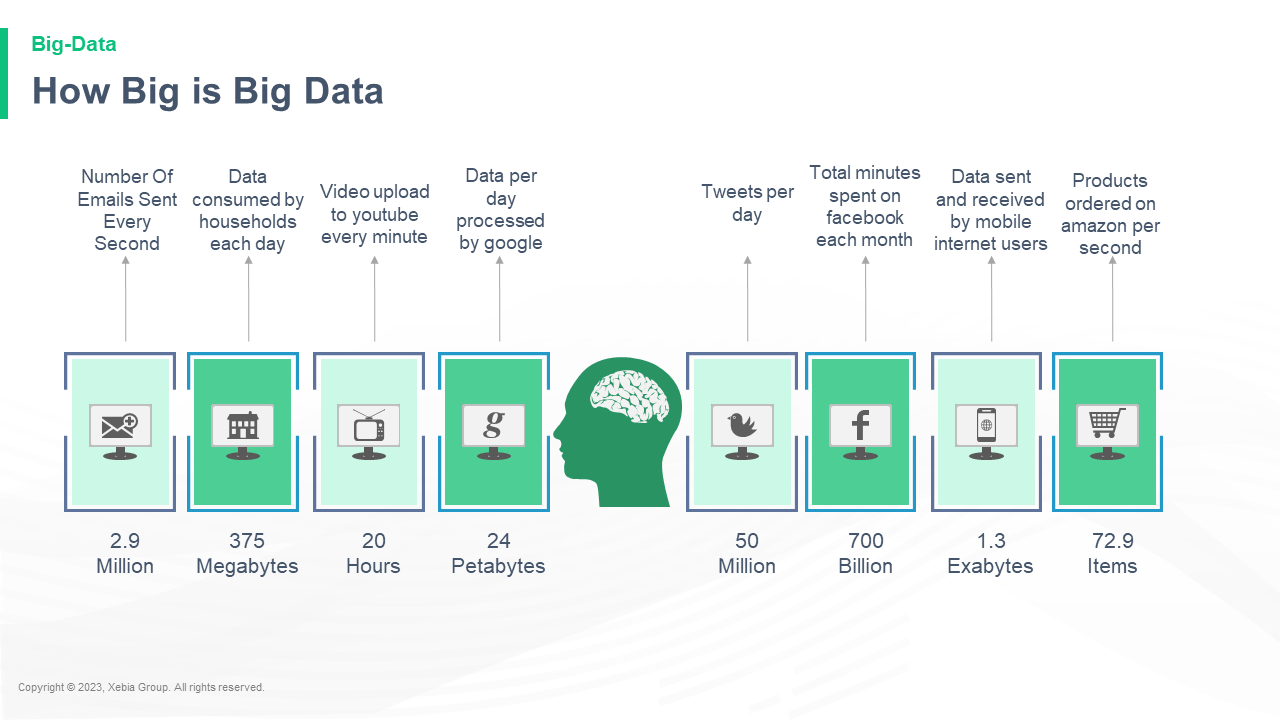 Big-Data
How Big is Big Data
Number Of
Emails Sent
Every
Second
Data
consumed by
households
each day
Video upload
to youtube
every minute
Data per
day
processed
by google
Tweets per
day
Total minutes
spent on
facebook
each month
Data sent
and received
by mobile
internet users
Products
ordered on
amazon per
second
g
f
2.9
Million
375
Megabytes
20
Hours
24
Petabytes
50
Million
700
Billion
1.3
Exabytes
72.9
Items
Copyright © 2023, Xebia Group. All rights reserved.